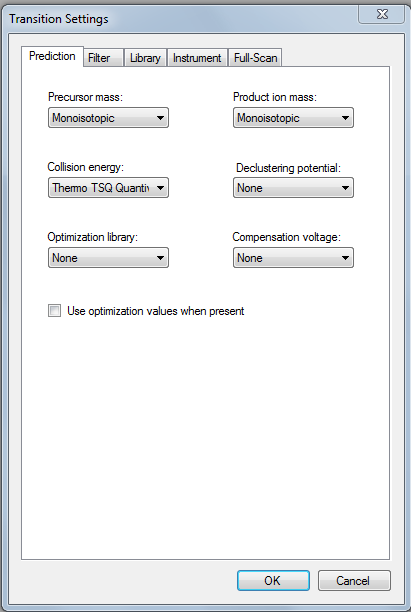 Transition Settings
Prediction Filter Library Instrument Full-Scan
Precursor mass: Product ion mass:
Monoisotopic Monoisotopic
Collision energy: Declustering potential:
Thermo TSQ Quantiv None
Optimization library: Compensation voltage:
None None
Use optimization values when present
OK Cancel